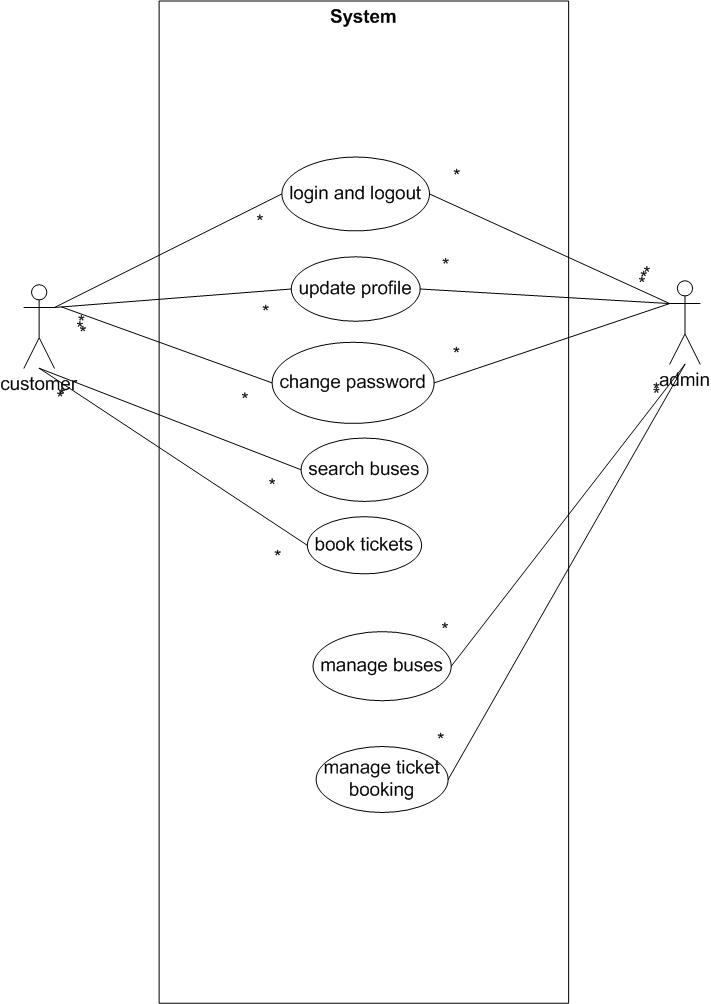 System
login and logout
update profile
customer
admin
change password
search buses
book tickets
manage buses
manage ticket
booking